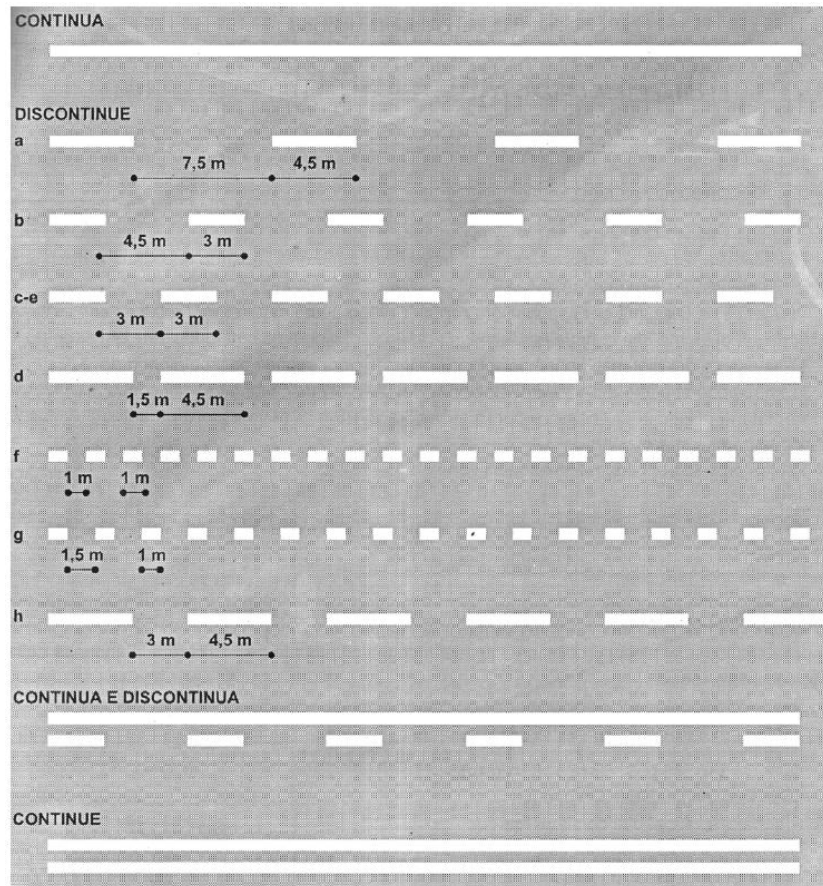 CONTINUA
DISCONTINUE
a
7,5 m 4,5 m
b
4,5 m 3 m
c-e
3 m 3 m
d
1,5 m 4,5 m
f
1 m 1 m
g
1,5 m 1 m
h
3 m 4,5 m
CONTINUA E DISCONTINUA
CONTINUE